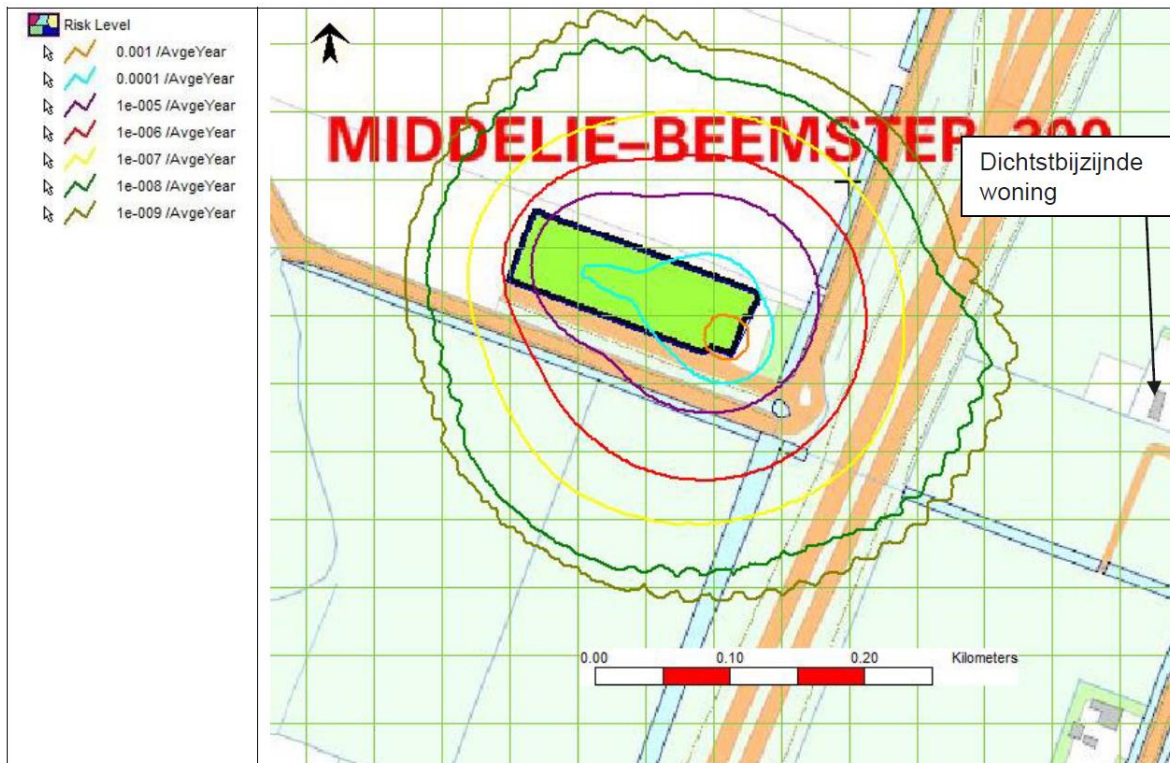 Risk Level
0.001 /AvgeYear
0.0001 /AvgeYear
1e-005 /AvgeYear
1e-006 /AvgeYear
1e-007 /AvgeYear
1e-008 /AvgeYear
1e-009 /AvgeYear
MIDDELIE–BEEMSTER 200
Dichtstbijzijnde
woning
0.00 0.10 0.20 Kilometers